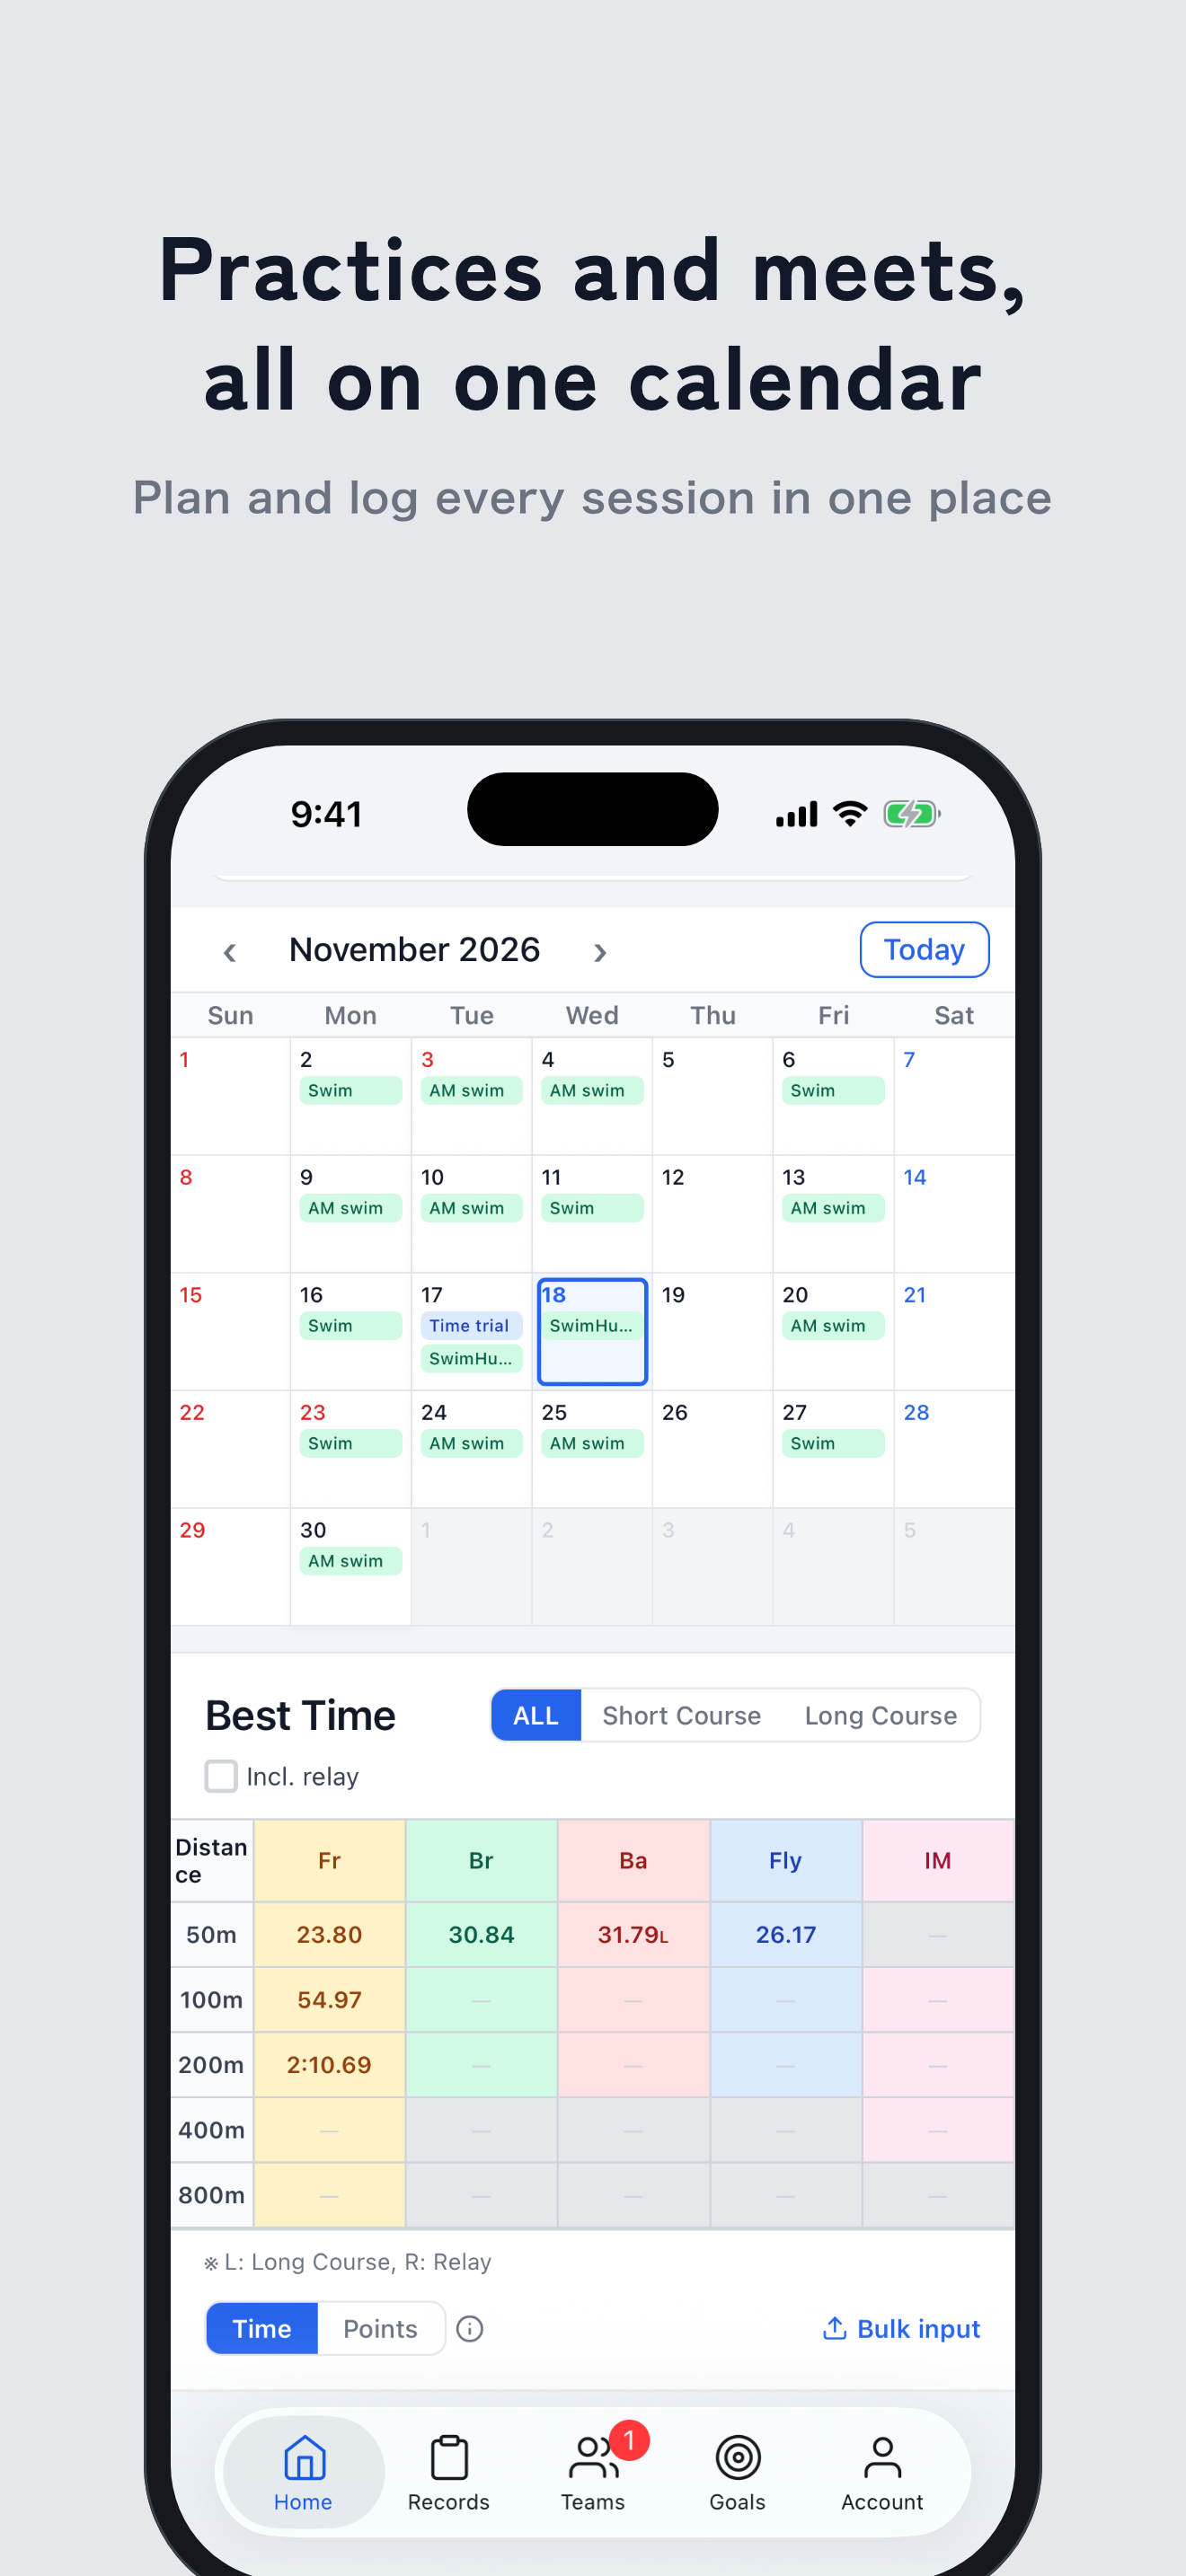 Practices and meets,
all on one calendar
Plan and log every session in one place
9:41
‹ November 2026 › Today
Sun Mon Tue Wed Thu Fri Sat
1 2 3 4 5 6 7
Swim AM swim AM swim Swim
8 9 10 11 12 13 14
AM swim AM swim Swim AM swim
15 16 17 18 19 20 21
Swim Time trial SwimHu... AM swim
SwimHu...
22 23 24 25 26 27 28
Swim AM swim AM swim Swim
29 30 1 2 3 4 5
AM swim
Best Time ALL Short Course Long Course
Incl. relay
Distan
ce Fr Br Ba Fly IM
50m 23.80 30.84 31.79L 26.17 —
100m 54.97 — — — —
200m 2:10.69 — — — —
400m — — — — —
800m — — — — —
※ L: Long Course, R: Relay
Time Points Bulk input
1
Home Records Teams Goals Account